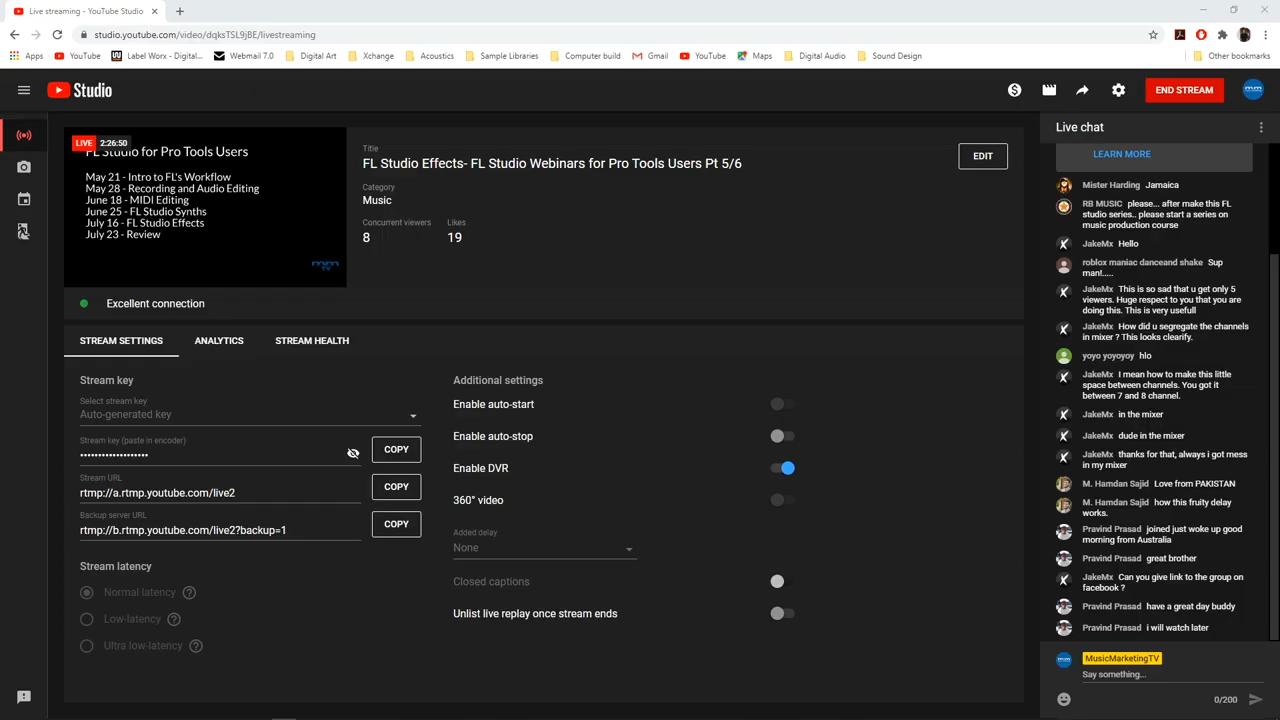 Live streaming - YouTube Studio
studio.youtube.com/video/dqksTSL9jBE/livestreaming
Apps
YouTube
Label Worx - Digital...
Webmail 7.0
Digital Art
Xchange
Acoustics
Sample Libraries
Computer build
Gmail
YouTube
Maps
Digital Audio
Sound Design
Other bookmarks
Studio
END STREAM
mm
LIVE 2:26:50
FL Studio for Pro Tools Users
May 21 - Intro to FL's Workflow
May 28 - Recording and Audio Editing
June 18 - MIDI Editing
June 25 - FL Studio Synths
July 16 - FL Studio Effects
July 23 - Review
Title
FL Studio Effects- FL Studio Webinars for Pro Tools Users Pt 5/6
EDIT
Category
Music
Concurrent viewers
8
Likes
19
Excellent connection
STREAM SETTINGS
ANALYTICS
STREAM HEALTH
Stream key
Select stream key
Auto-generated key
Stream key (paste in encoder)
••••••••••••••••••••
COPY
Stream URL
rtmp://a.rtmp.youtube.com/live2
COPY
Backup server URL
rtmp://b.rtmp.youtube.com/live2?backup=1
COPY
Stream latency
Normal latency
Low-latency
Ultra low-latency
Additional settings
Enable auto-start
Enable auto-stop
Enable DVR
360° video
Added delay
None
Closed captions
Unlist live replay once stream ends
Live chat
LEARN MORE
Mister Harding Jamaica
RB MUSIC please... after make this FL
studio series.. please start a series on
music production course
JakeMx Hello
roblox maniac danceand shake Sup
man!.....
JakeMx This is so sad that u get only 5
viewers. Huge respect to you that you are
doing this. This is very usefull
JakeMx How did u segregate the channels
in mixer ? This looks clearify.
yoyo yoyoyoy hlo
JakeMx I mean how to make this little
space between channels. You got it
between 7 and 8 channel.
JakeMx in the mixer
JakeMx dude in the mixer
JakeMx thanks for that, always i got mess
in my mixer
M. Hamdan Sajid Love from PAKISTAN
M. Hamdan Sajid how this fruity delay
works.
Pravind Prasad joined just woke up good
morning from Australia
Pravind Prasad great brother
JakeMx Can you give link to the group on
facebook ?
Pravind Prasad have a great day buddy
Pravind Prasad i will watch later
MusicMarketingTV
Say something...
0/200